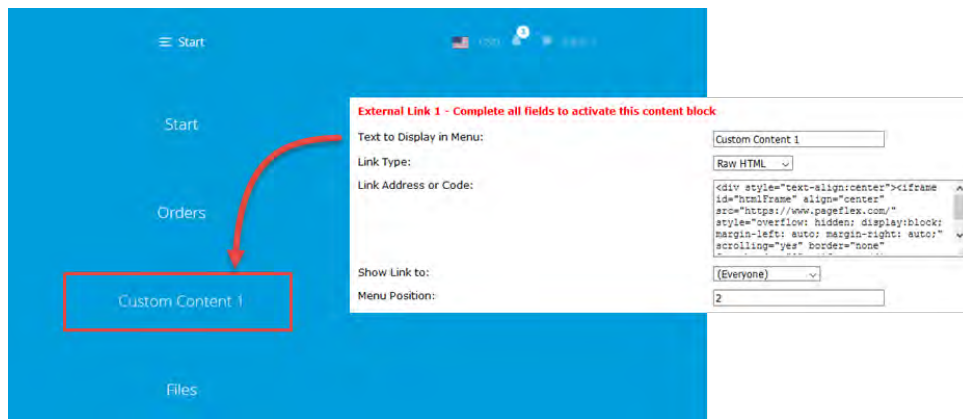 Start
1
Start
Orders
Custom Content 1
Files
External Link 1 - Complete all fields to activate this content block
Text to Display in Menu:
Custom Content 1
Link Type:
Raw HTML
Link Address or Code:
<div style="text-align:center"><iframe
id="htmlFrame" align="center"
src="https://www.pageflex.com/"
style="overflow: hidden; display:block;
margin-left: auto; margin-right: auto;"
scrolling="yes" border="none"
Show Link to:
(Everyone)
Menu Position:
2